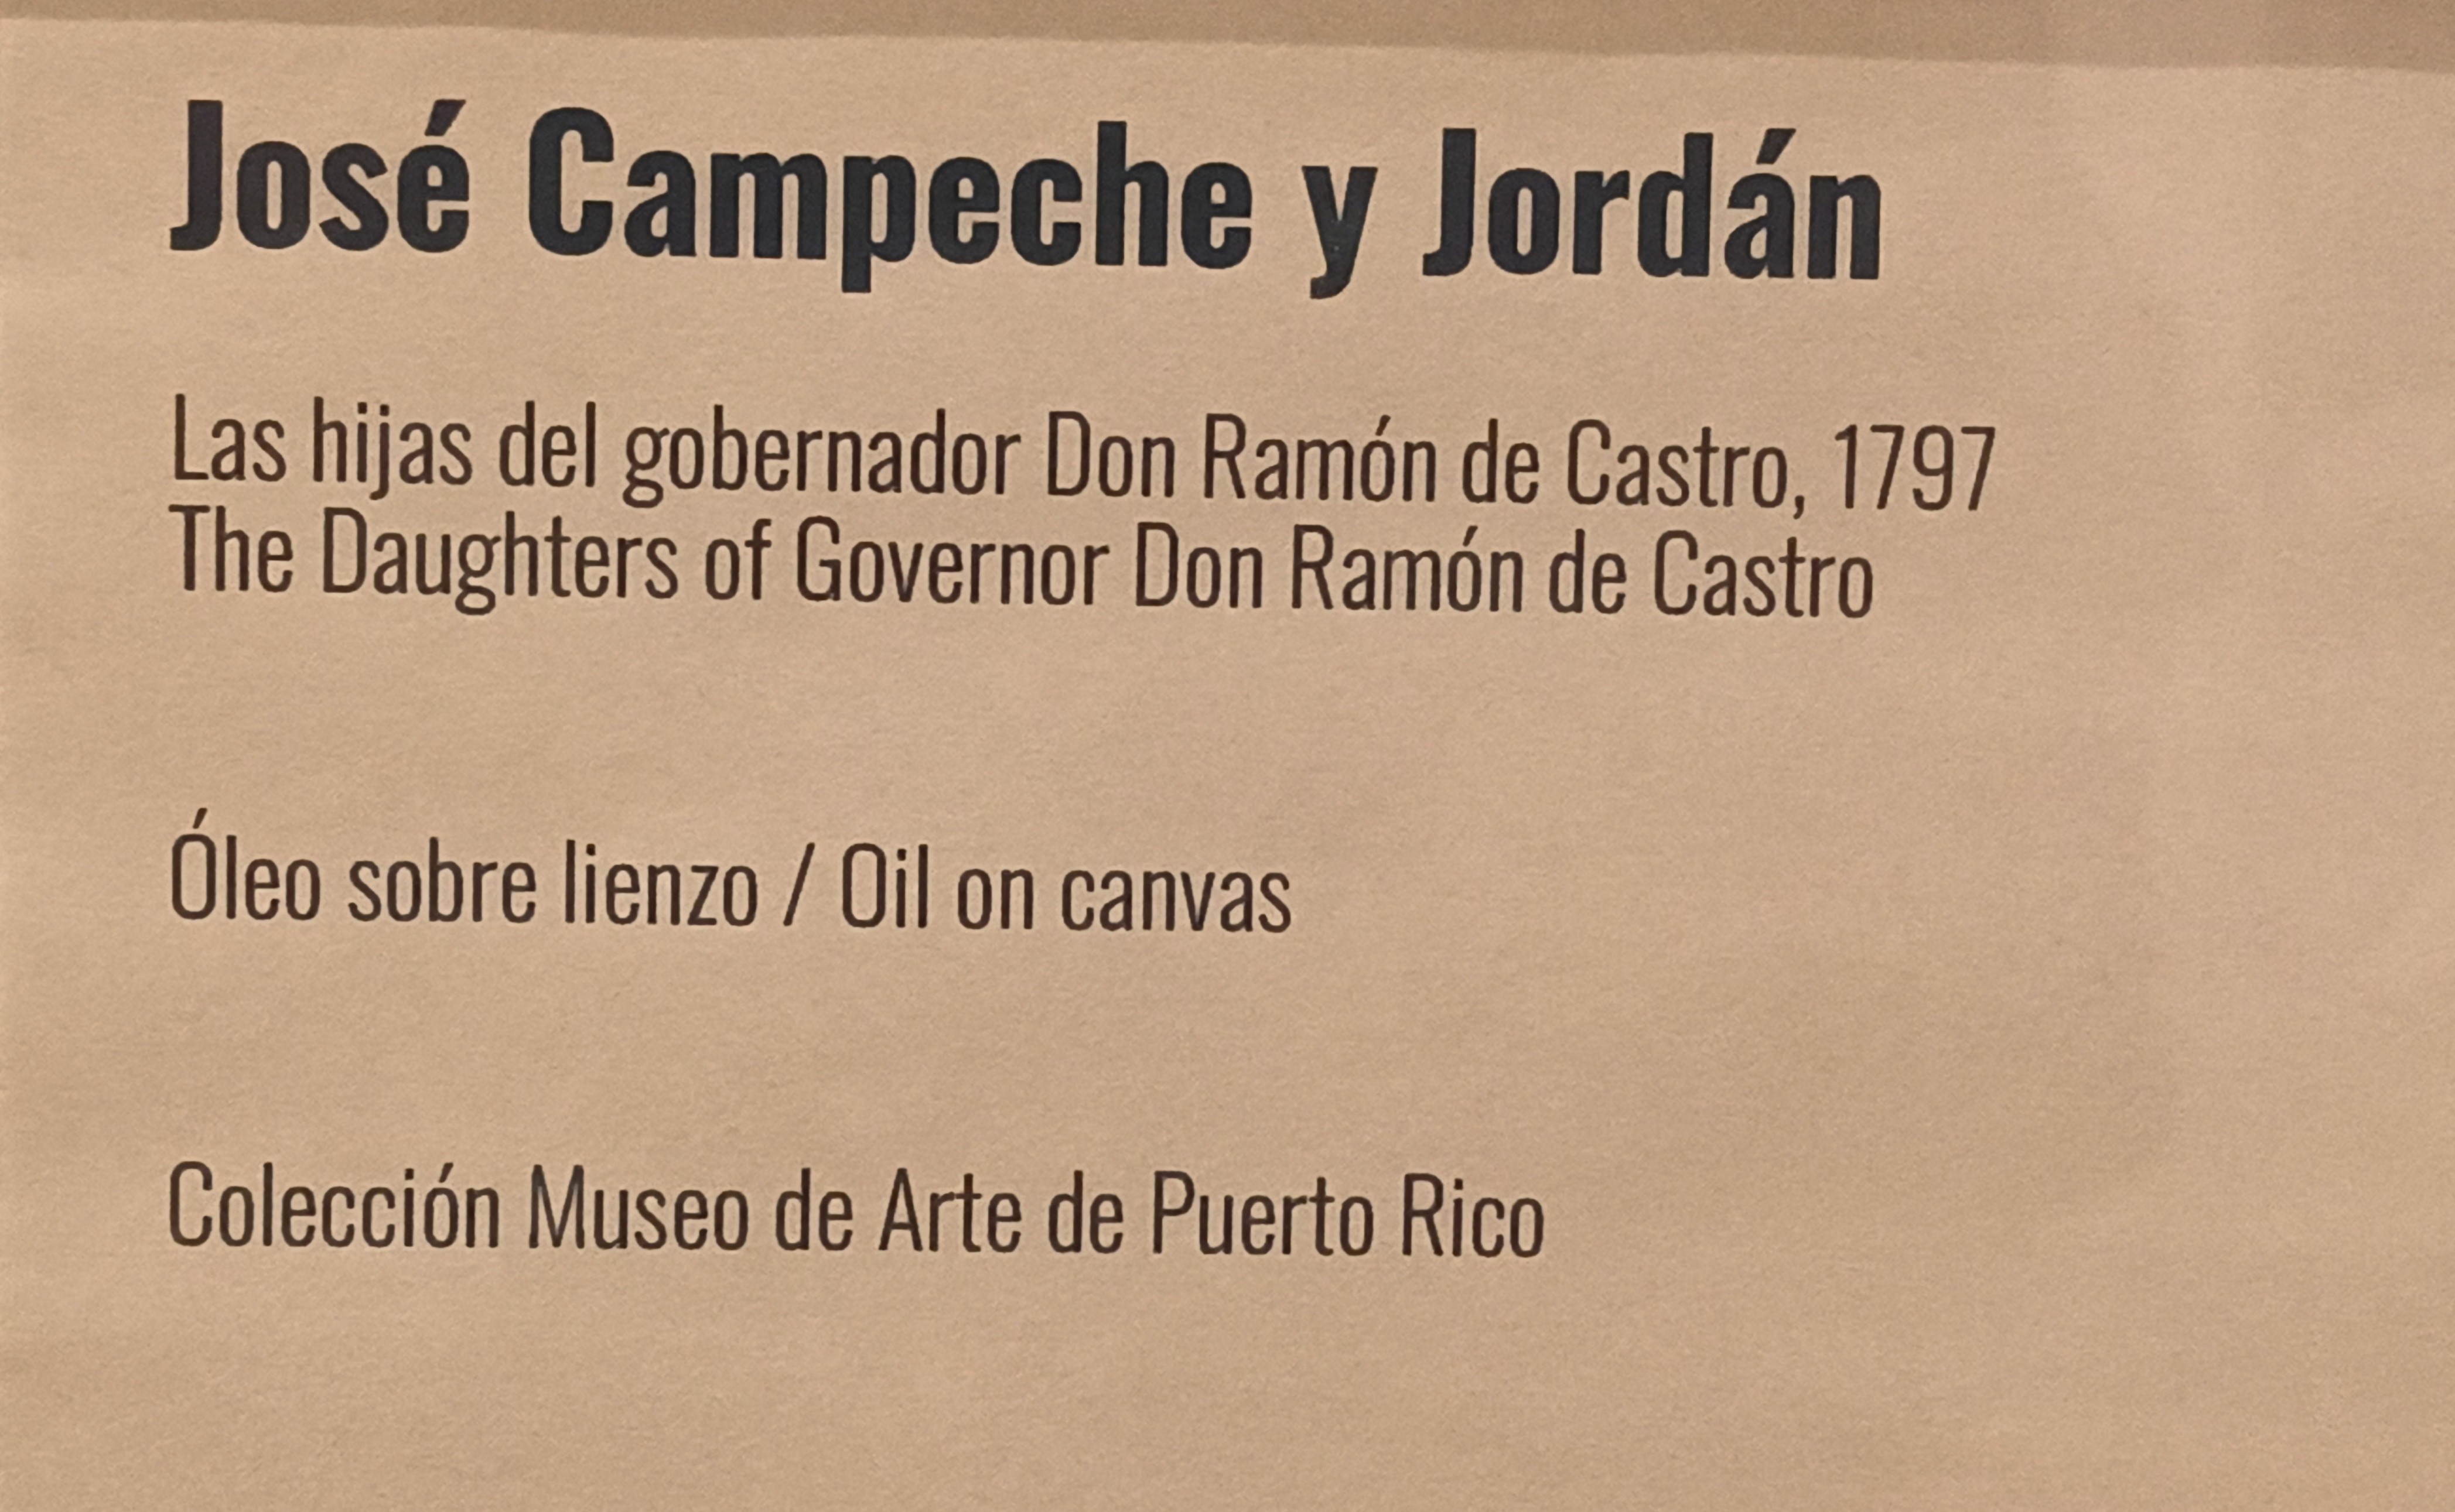 José Campeche y Jordán
Las hijas del gobernador Don Ramón de Castro, 1797
The Daughters of Governor Don Ramón de Castro
Óleo sobre lienzo / Oil on canvas
Colección Museo de Arte de Puerto Rico